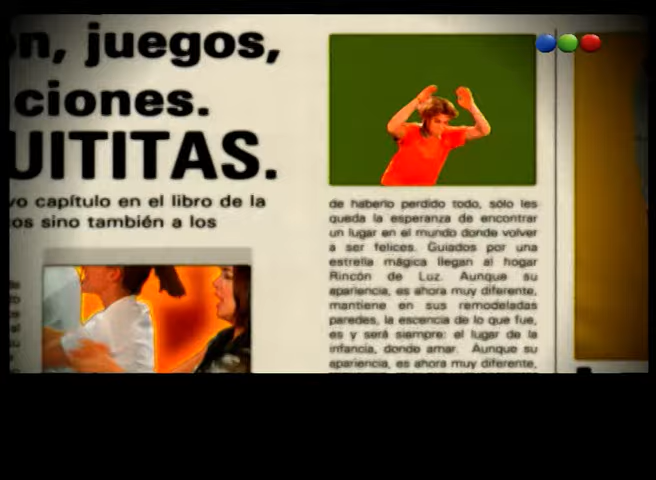 n, juegos,
ciones.
UITITAS.
vo capítulo en el libro de la
os sino también a los
de haberlo perdido todo, sólo les
queda la esperanza de encontrar
un lugar en el mundo donde volver
a ser felices. Guiados por una
estrella mágica llegan al hogar
Rincón de Luz. Aunque su
apariencia, es ahora muy diferente,
mantiene en sus remodeladas
paredes, la escencia de lo que fue,
es y será siempre: el lugar de la
infancia, donde amar. Aunque su
apariencia, es ahora muy diferente,